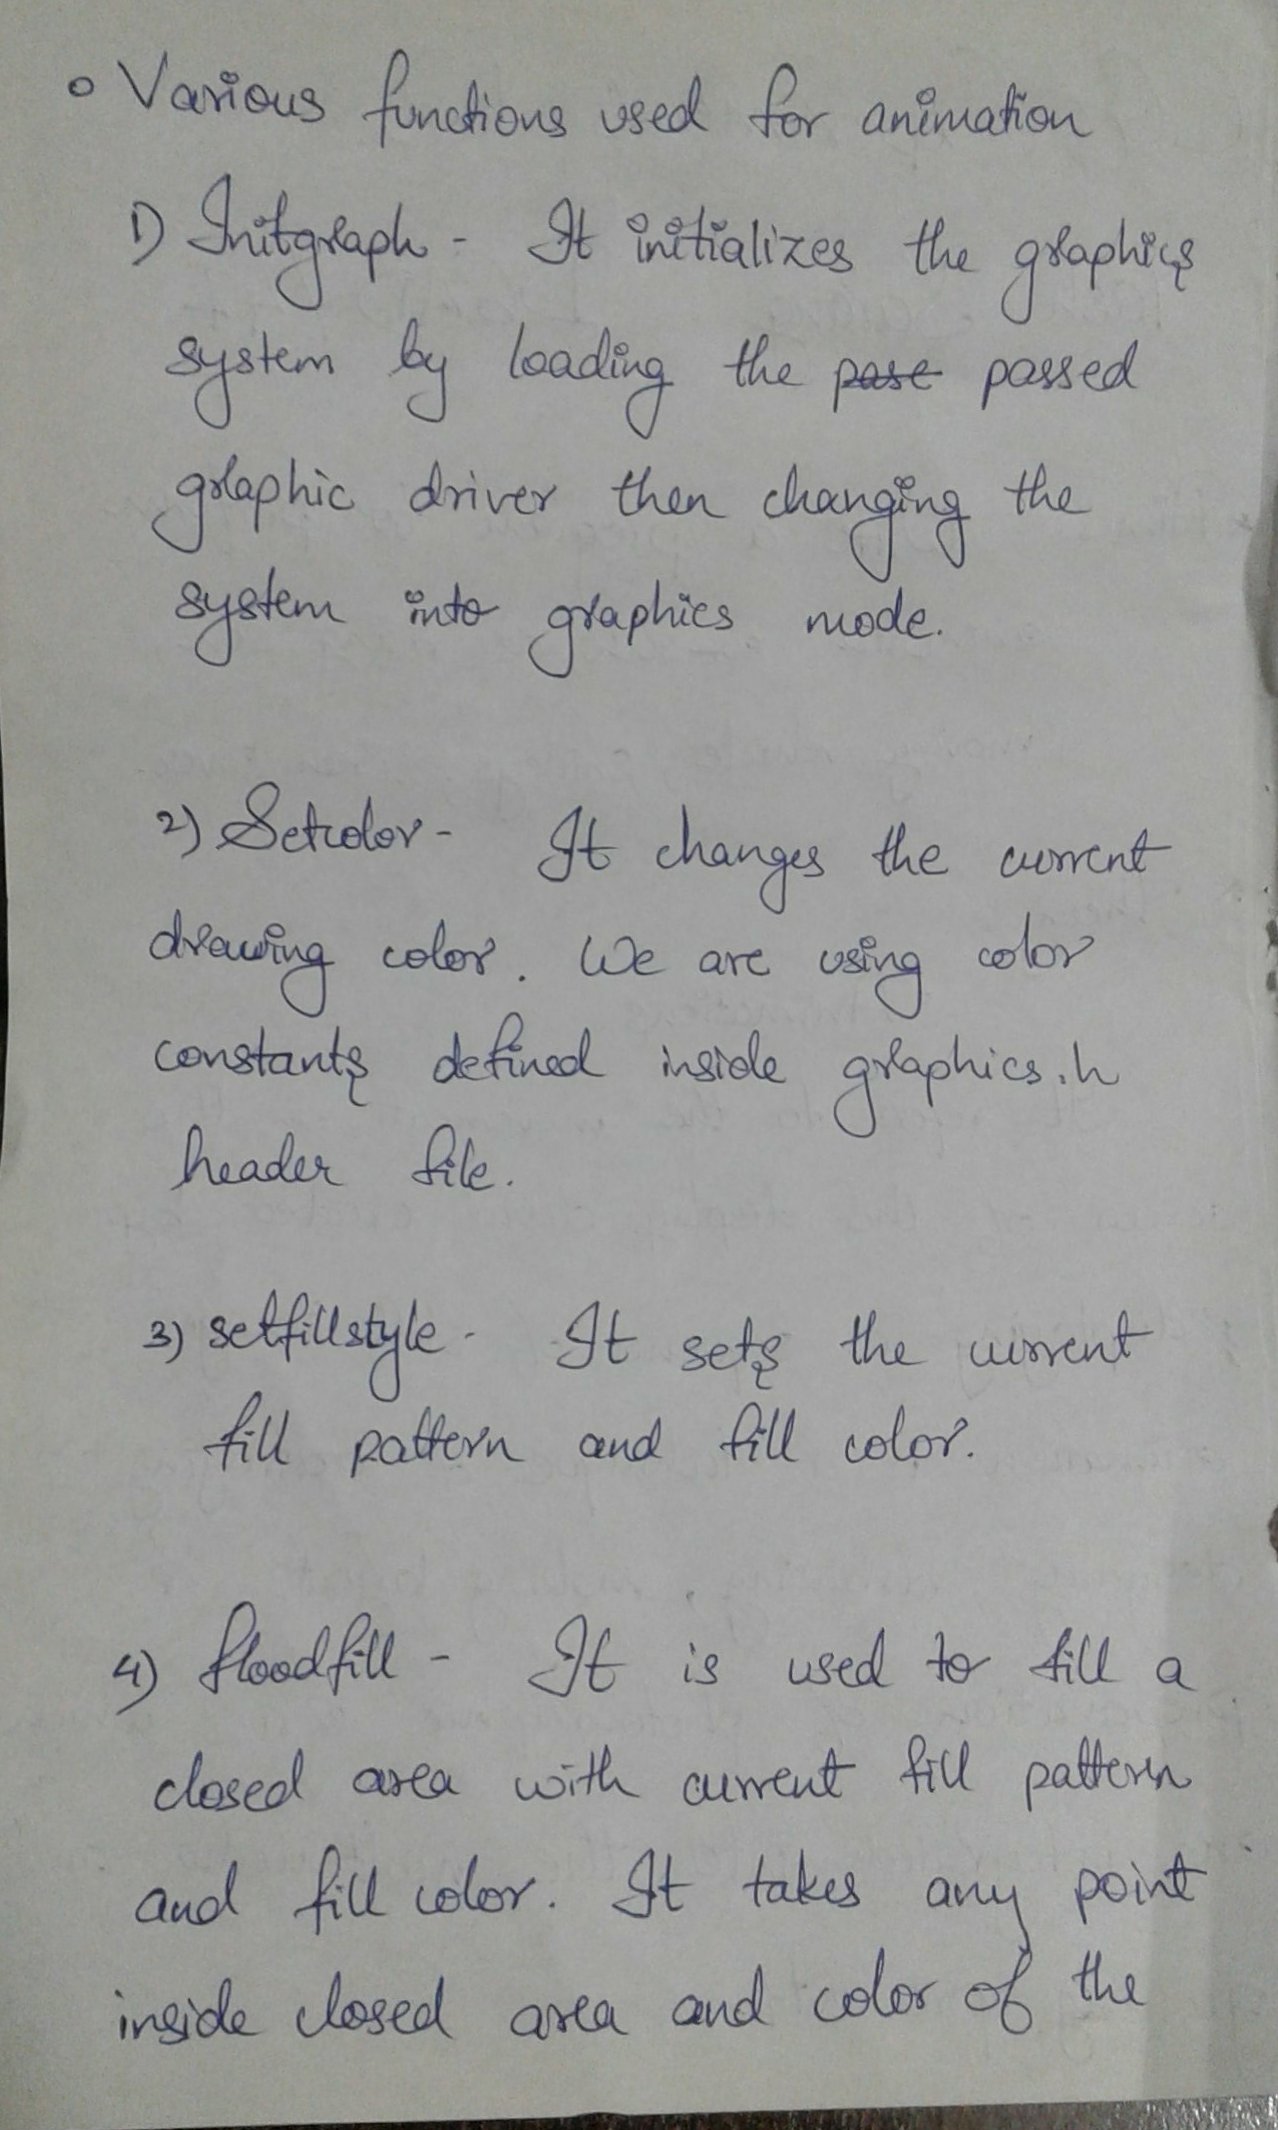 • Various functions used for animation
1) Initgraph - It initializes the graphics
system by loading the pase passed
graphic driver then changing the
system into graphics mode.
2) Setcolor - It changes the current
drawing color. We are using color
constants defined inside graphics.h
header file.
3) setfillstyle - It sets the current
fill pattern and fill color.
4) floodfill - It is used to fill a
closed area with current fill pattern
and fill color. It takes any point
inside closed area and color of the